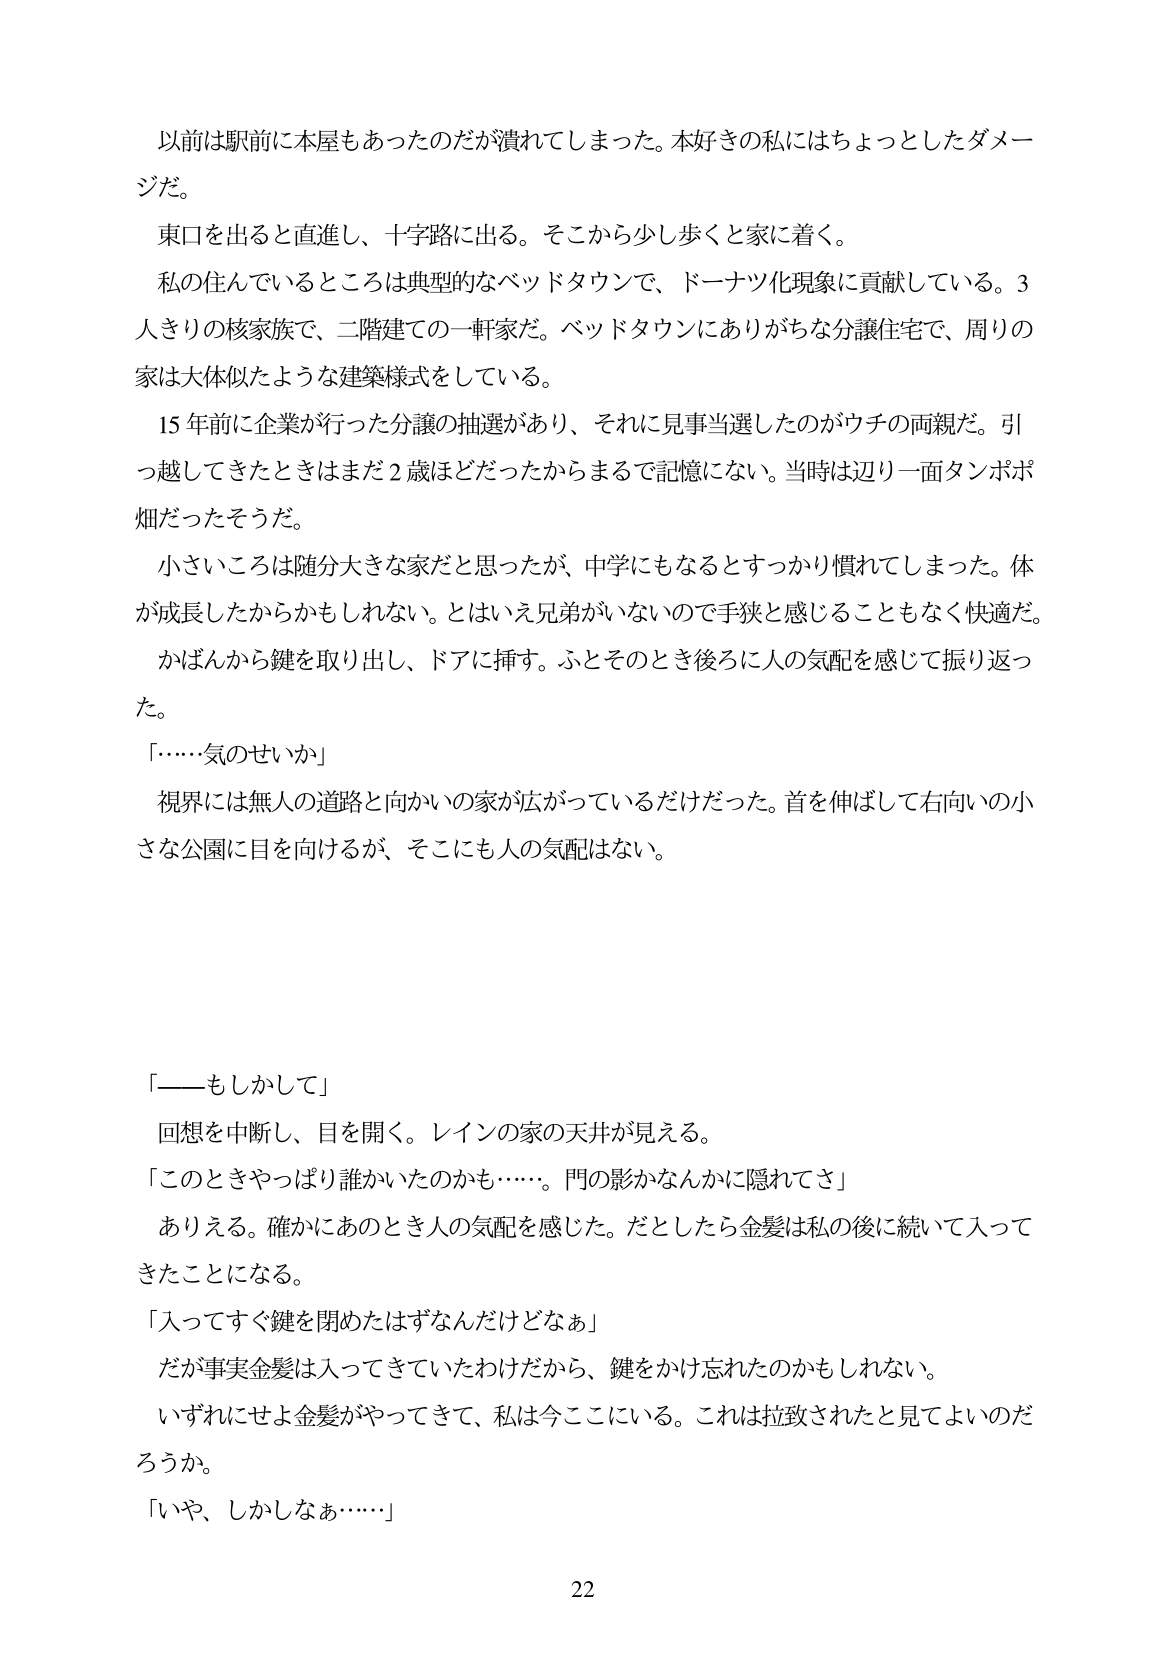 以前は駅前に本屋もあったのだが潰れてしまった。本好きの私にはちょっとしたダメー
ジだ。
　東口を出ると直進し、十字路に出る。そこから少し歩くと家に着く。
　私の住んでいるところは典型的なベッドタウンで、ドーナツ化現象に貢献している。3
人きりの核家族で、二階建ての一軒家だ。ベッドタウンにありがちな分譲住宅で、周りの
家は大体似たような建築様式をしている。
　15 年前に企業が行った分譲の抽選があり、それに見事当選したのがウチの両親だ。引
っ越してきたときはまだ 2 歳ほどだったからまるで記憶にない。当時は辺り一面タンポポ
畑だったそうだ。
　小さいころは随分大きな家だと思ったが、中学にもなるとすっかり慣れてしまった。体
が成長したからかもしれない。とはいえ兄弟がいないので手狭と感じることもなく快適だ。
　かばんから鍵を取り出し、ドアに挿す。ふとそのとき後ろに人の気配を感じて振り返っ
た。
「……気のせいか」
　視界には無人の道路と向かいの家が広がっているだけだった。首を伸ばして右向いの小
さな公園に目を向けるが、そこにも人の気配はない。
「――もしかして」
　回想を中断し、目を開く。レインの家の天井が見える。
「このときやっぱり誰かいたのかも……。門の影かなんかに隠れてさ」
　ありえる。確かにあのとき人の気配を感じた。だとしたら金髪は私の後に続いて入って
きたことになる。
「入ってすぐ鍵を閉めたはずなんだけどなぁ」
　だが事実金髪は入ってきていたわけだから、鍵をかけ忘れたのかもしれない。
　いずれにせよ金髪がやってきて、私は今ここにいる。これは拉致されたと見てよいのだ
ろうか。
「いや、しかしなぁ……」
22